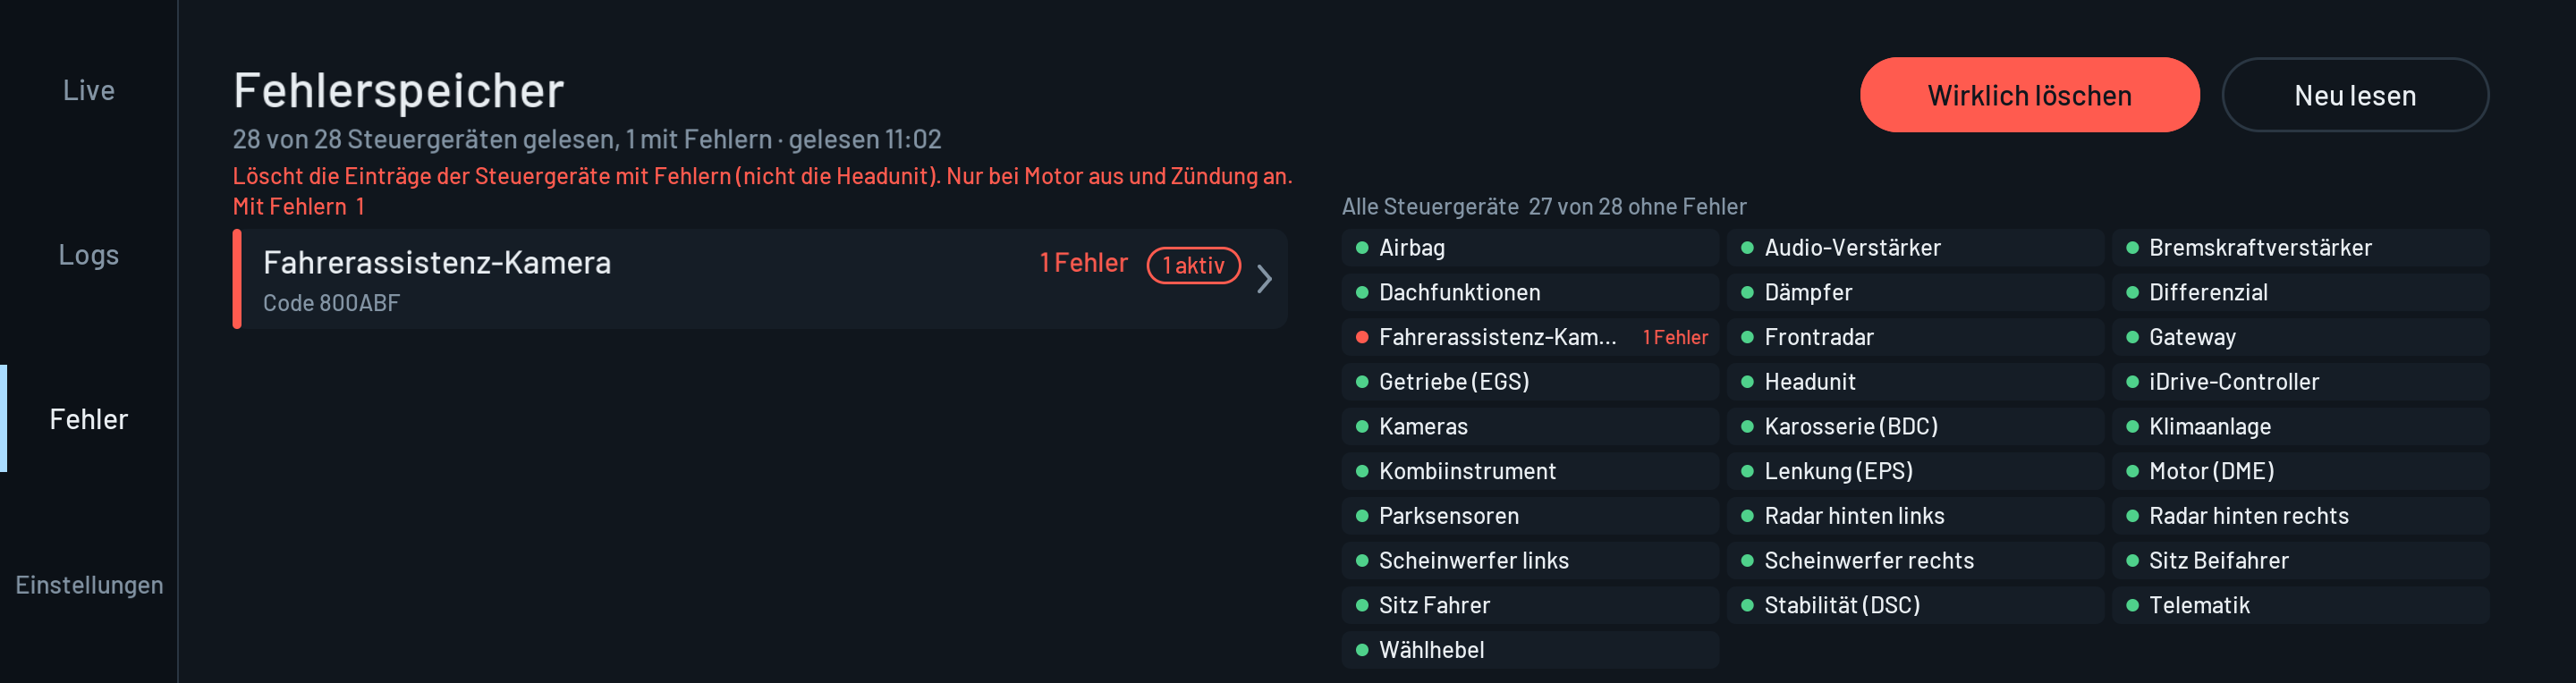 Live
Logs
Fehler
Einstellungen
Fehlerspeicher
28 von 28 Steuergeräten gelesen, 1 mit Fehlern · gelesen 11:02
Löscht die Einträge der Steuergeräte mit Fehlern (nicht die Headunit). Nur bei Motor aus und Zündung an.
Wirklich löschen
Neu lesen
Mit Fehlern 1
Fahrerassistenz-Kamera
1 Fehler
1 aktiv
Code 800ABF
Alle Steuergeräte 27 von 28 ohne Fehler
Airbag
Audio-Verstärker
Bremskraftverstärker
Dachfunktionen
Dämpfer
Differenzial
Fahrerassistenz-Kam... 1 Fehler
Frontradar
Gateway
Getriebe (EGS)
Headunit
iDrive-Controller
Kameras
Karosserie (BDC)
Klimaanlage
Kombiinstrument
Lenkung (EPS)
Motor (DME)
Parksensoren
Radar hinten links
Radar hinten rechts
Scheinwerfer links
Scheinwerfer rechts
Sitz Beifahrer
Sitz Fahrer
Stabilität (DSC)
Telematik
Wählhebel